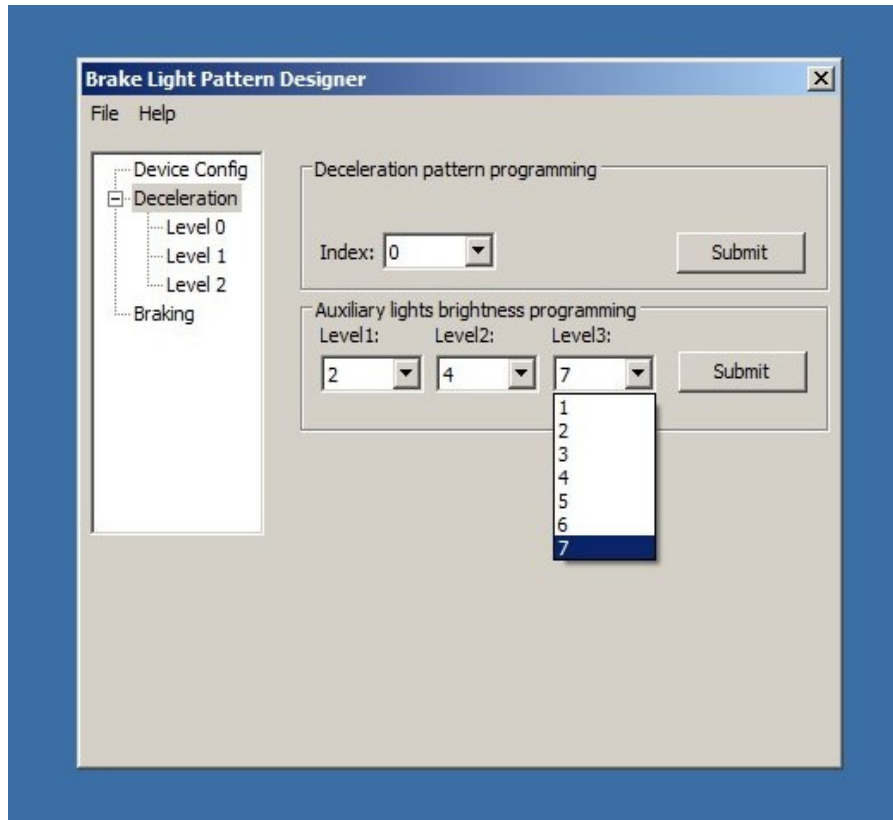 Brake Light Pattern Designer
File Help
Device Config
Deceleration
Level 0
Level 1
Level 2
Braking
Deceleration pattern programming
Index: 0 Submit
Auxiliary lights brightness programming
Level1: Level2: Level3:
2 4 7 Submit
1
2
3
4
5
6
7